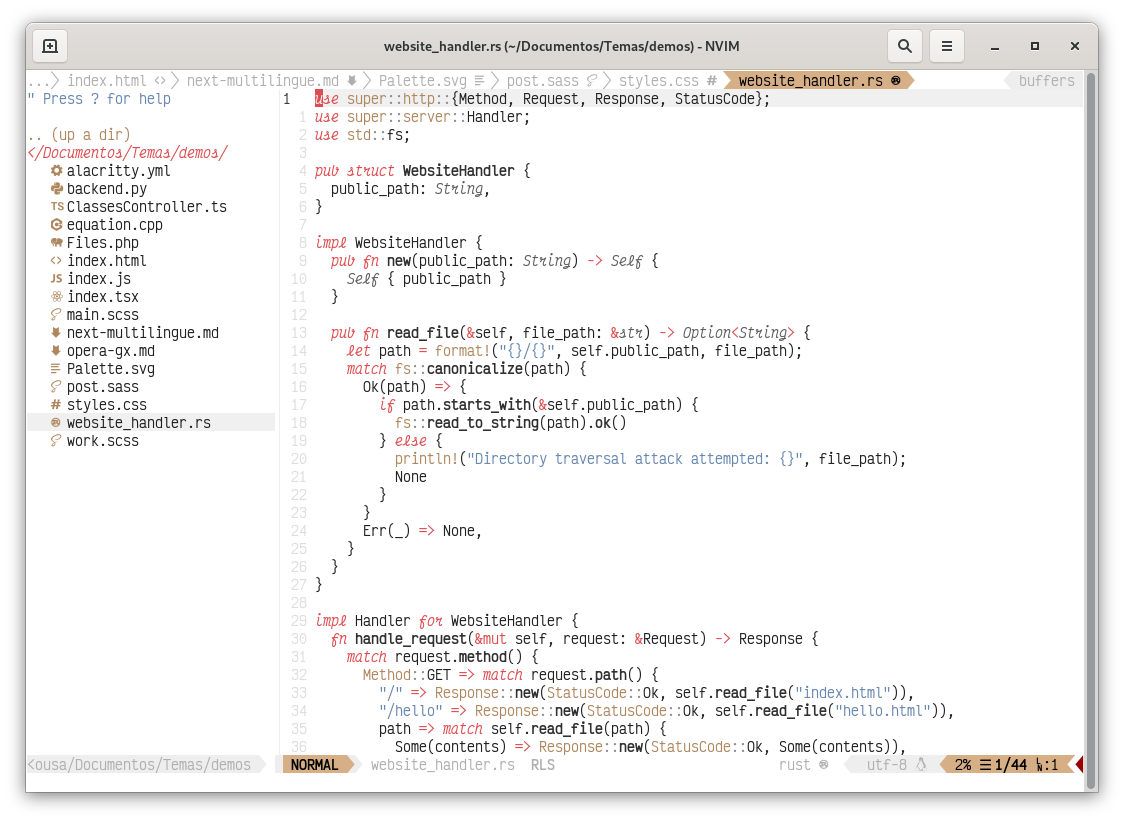 website_handler.rs (~/Documentos/Temas/demos) - NVIM
...> index.html <> > next-multilingue.md > Palette.svg > post.sass > styles.css # website_handler.rs buffers
" Press ? for help
.. (up a dir)
</Documentos/Temas/demos/
alacritty.yml
backend.py
TS ClassesController.ts
equation.cpp
Files.php
<> index.html
JS index.js
index.tsx
main.scss
next-multilingue.md
opera-gx.md
Palette.svg
post.sass
# styles.css
website_handler.rs
work.scss
1 use super::http::{Method, Request, Response, StatusCode};
1 use super::server::Handler;
2 use std::fs;
3
4 pub struct WebsiteHandler {
5   public_path: String,
6 }
7
8 impl WebsiteHandler {
9   pub fn new(public_path: String) -> Self {
10     Self { public_path }
11   }
12
13   pub fn read_file(&self, file_path: &str) -> Option<String> {
14     let path = format!("{}/{}", self.public_path, file_path);
15     match fs::canonicalize(path) {
16       Ok(path) => {
17         if path.starts_with(&self.public_path) {
18           fs::read_to_string(path).ok()
19         } else {
20           println!("Directory traversal attack attempted: {}", file_path);
21           None
22         }
23       }
24       Err(_) => None,
25     }
26   }
27 }
28
29 impl Handler for WebsiteHandler {
30   fn handle_request(&mut self, request: &Request) -> Response {
31     match request.method() {
32       Method::GET => match request.path() {
33         "/" => Response::new(StatusCode::Ok, self.read_file("index.html")),
34         "/hello" => Response::new(StatusCode::Ok, self.read_file("hello.html")),
35         path => match self.read_file(path) {
36           Some(contents) => Response::new(StatusCode::Ok, Some(contents)),
<ousa/Documentos/Temas/demos NORMAL website_handler.rs RLS rust utf-8 2% ☰ 1/44 ㏑:1